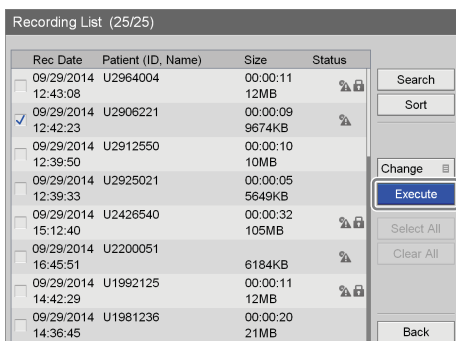 Recording List (25/25)
Rec Date Patient (ID, Name) Size Status
09/29/2014 U2964004 00:00:11
12:43:08 12MB
09/29/2014 U2906221 00:00:09
12:42:23 9674KB
09/29/2014 U2912550 00:00:10
12:39:50 10MB
09/29/2014 U2925021 00:00:05
12:39:33 5649KB
09/29/2014 U2426540 00:00:32
15:12:40 105MB
09/29/2014 U2200051
16:45:51 6184KB
09/29/2014 U1992125 00:00:11
14:42:29 12MB
09/29/2014 U1981236 00:00:20
14:36:45 21MB
Search
Sort
Change
Execute
Select All
Clear All
Back